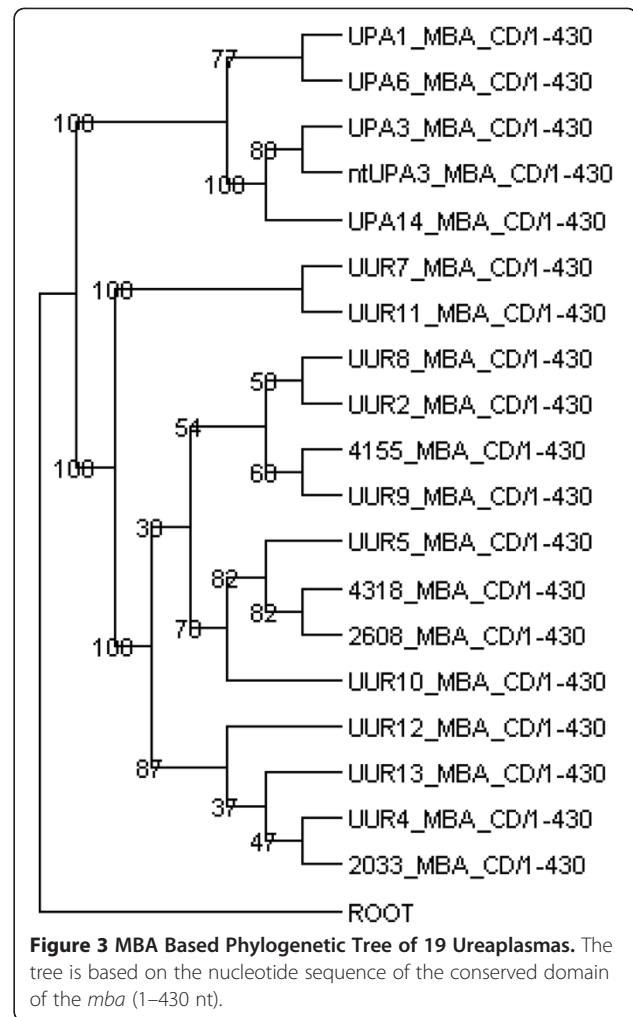 UPA1_MBA_CD/1-430
77
UPA6_MBA_CD/1-430
100
UPA3_MBA_CD/1-430
ntUPA3_MBA_CD/1-430
100
UPA14_MBA_CD/1-430
UUR7_MBA_CD/1-430
100
UUR11_MBA_CD/1-430
UUR8_MBA_CD/1-430
UUR2_MBA_CD/1-430
54
4155_MBA_CD/1-430
100
UUR9_MBA_CD/1-430
UUR5_MBA_CD/1-430
82
4318_MBA_CD/1-430
82
2608_MBA_CD/1-430
100
UUR10_MBA_CD/1-430
UUR12_MBA_CD/1-430
87
UUR13_MBA_CD/1-430
37
UUR4_MBA_CD/1-430
47
2033_MBA_CD/1-430
ROOT
Figure 3 MBA Based Phylogenetic Tree of 19 Ureaplasmas. The
tree is based on the nucleotide sequence of the conserved domain
of the mba (1–430 nt).